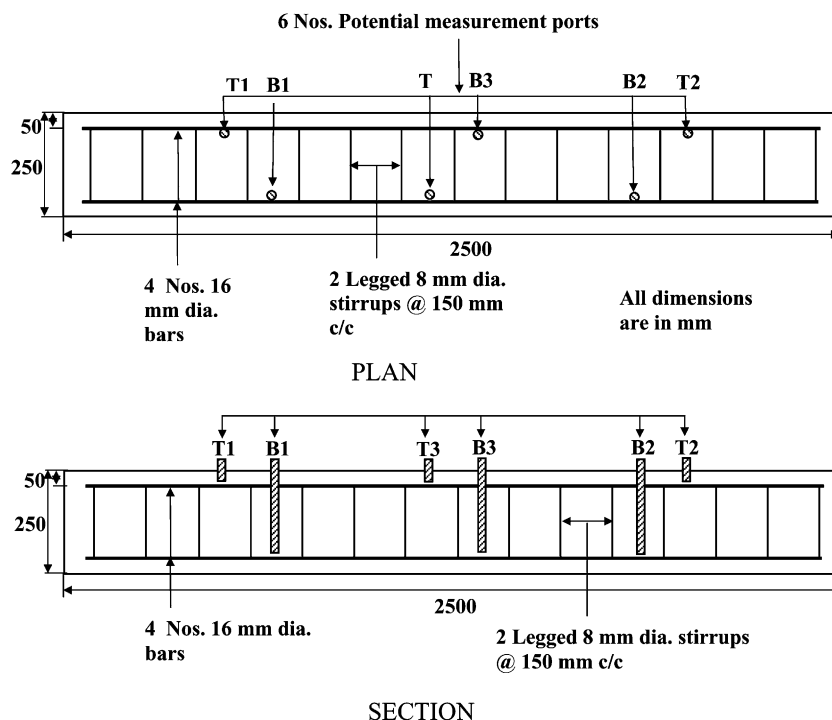 6 Nos. Potential measurement ports
T1 B1 T B3 B2 T2
50
250
2500
4 Nos. 16
mm dia.
bars
2 Legged 8 mm dia.
stirrups @ 150 mm
c/c
All dimensions
are in mm
PLAN
T1 B1 T3 B3 B2 T2
50
250
2500
4 Nos. 16 mm dia.
bars
2 Legged 8 mm dia. stirrups
@ 150 mm c/c
SECTION